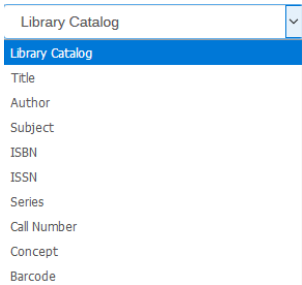 Library Catalog
Library Catalog
Title
Author
Subject
ISBN
ISSN
Series
Call Number
Concept
Barcode